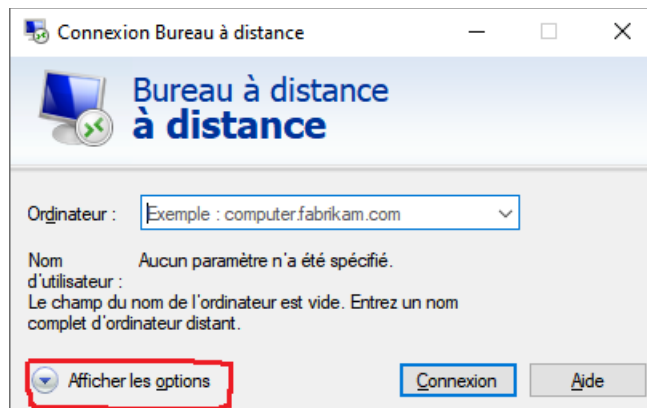 Connexion Bureau à distance
Bureau à distance
à distance
Ordinateur :
Exemple : computer.fabrikam.com
Nom
d'utilisateur :
Aucun paramètre n'a été spécifié.
Le champ du nom de l'ordinateur est vide. Entrez un nom
complet d'ordinateur distant.
Afficher les options
Connexion
Aide